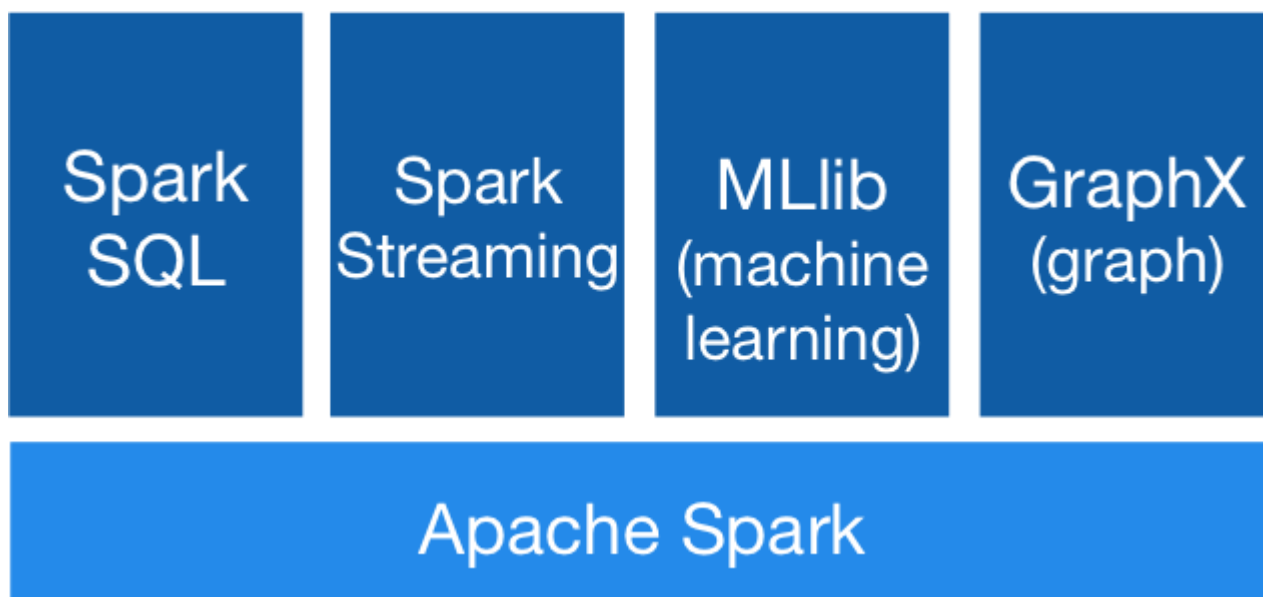 Spark
SQL
Spark
Streaming
MLlib
(machine
learning)
GraphX
(graph)
Apache Spark